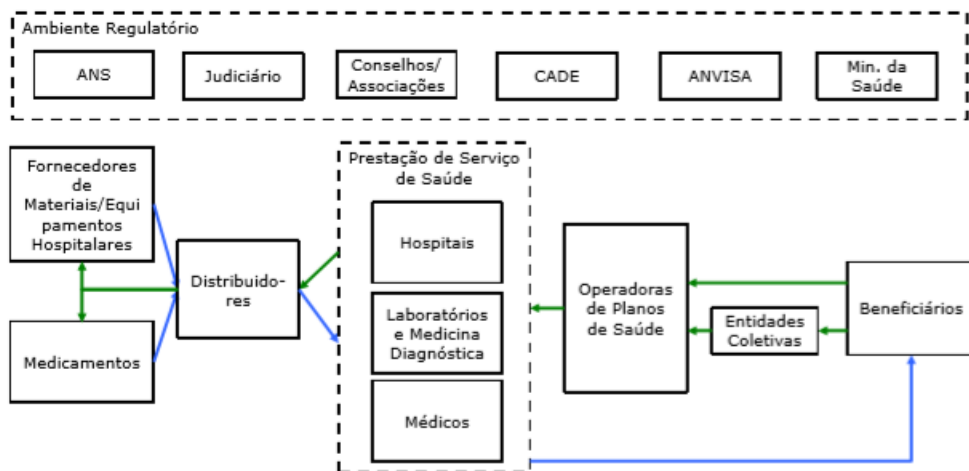 Ambiente Regulatório
ANS
Judiciário
Conselhos/
Associações
CADE
ANVISA
Min. da
Saúde
Fornecedores
de
Materiais/Equi
pamentos
Hospitalares
Medicamentos
Distribuido-
res
Prestação de Serviço
de Saúde
Hospitais
Laboratórios
e Medicina
Diagnóstica
Médicos
Operadoras
de Planos
de Saúde
Entidades
Coletivas
Beneficiários